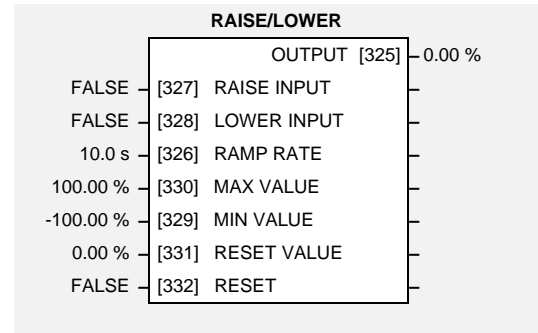 RAISE/LOWER
OUTPUT [325] 0.00 %
FALSE [327] RAISE INPUT
FALSE [328] LOWER INPUT
10.0 s [326] RAMP RATE
100.00 % [330] MAX VALUE
-100.00 % [329] MIN VALUE
0.00 % [331] RESET VALUE
FALSE [332] RESET